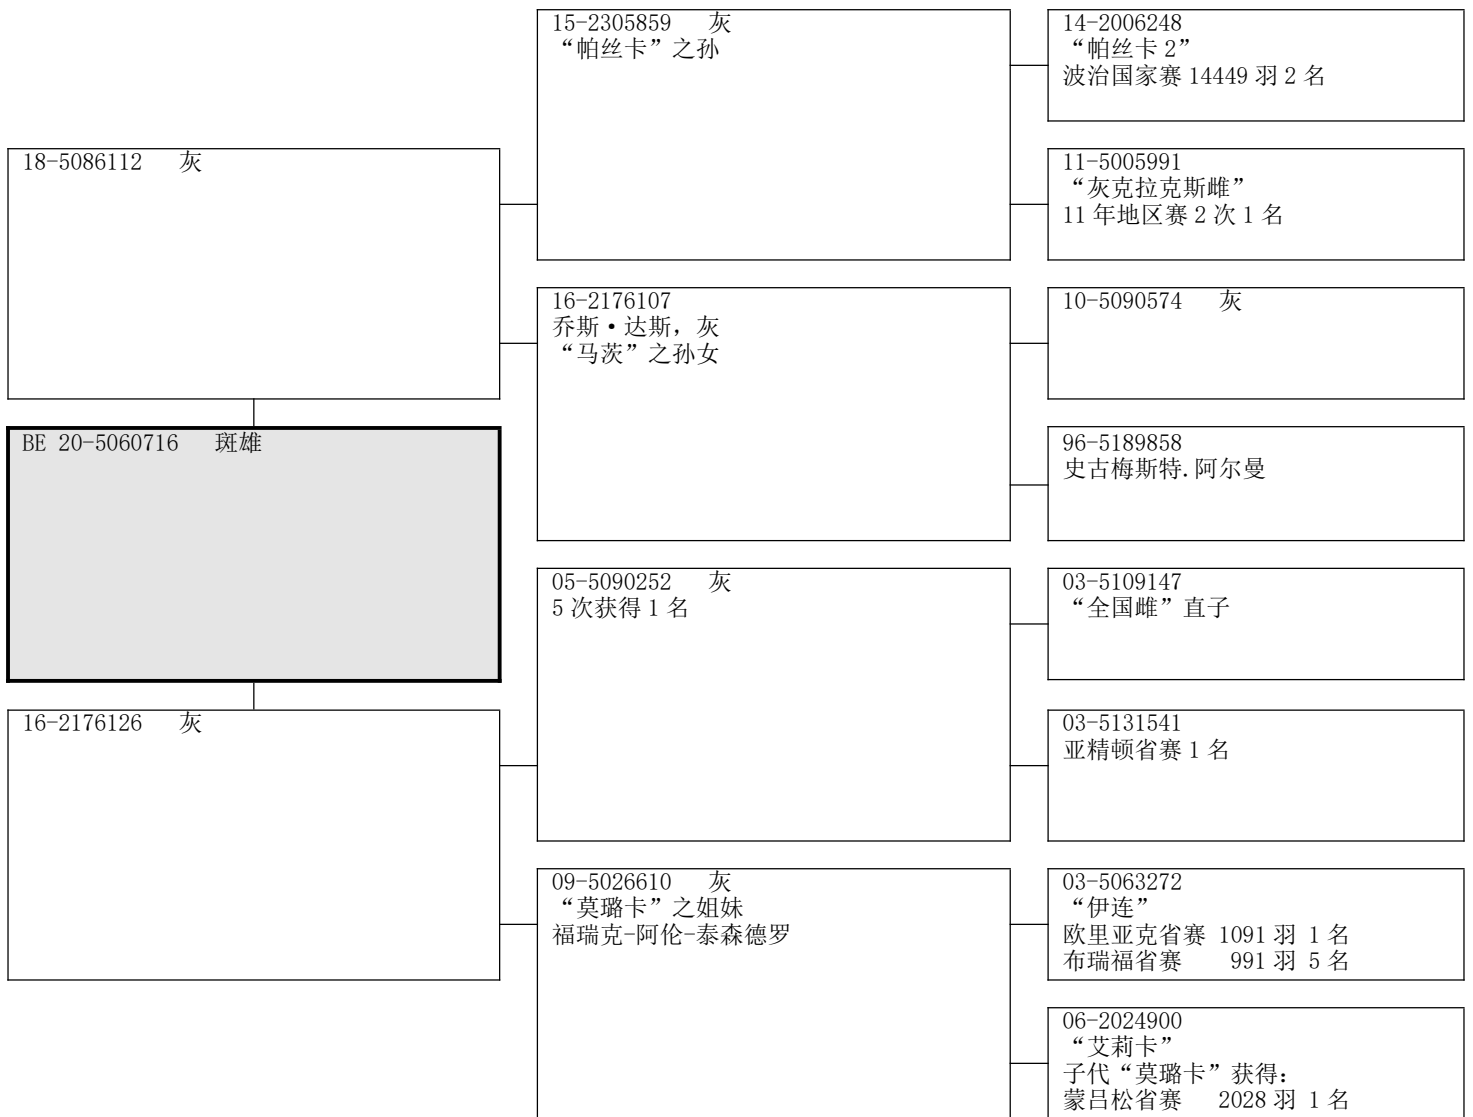 15-2305859 灰
“帕丝卡”之孙
14-2006248
“帕丝卡 2”
波治国家赛 14449 羽 2 名
18-5086112 灰
11-5005991
“灰克拉克斯雌”
11 年地区赛 2 次 1 名
16-2176107
乔斯·达斯, 灰
“马茨”之孙女
10-5090574 灰
BE 20-5060716 斑雄
96-5189858
史古梅斯特.阿尔曼
05-5090252 灰
5 次获得 1 名
03-5109147
“全国雌”直子
16-2176126 灰
03-5131541
亚精顿省赛 1 名
09-5026610 灰
“莫璐卡”之姐妹
福瑞克-阿伦-泰森德罗
03-5063272
“伊连”
欧里亚克省赛 1091 羽 1 名
布瑞福省赛 991 羽 5 名
06-2024900
“艾莉卡”
子代“莫璐卡”获得:
蒙吕松省赛 2028 羽 1 名